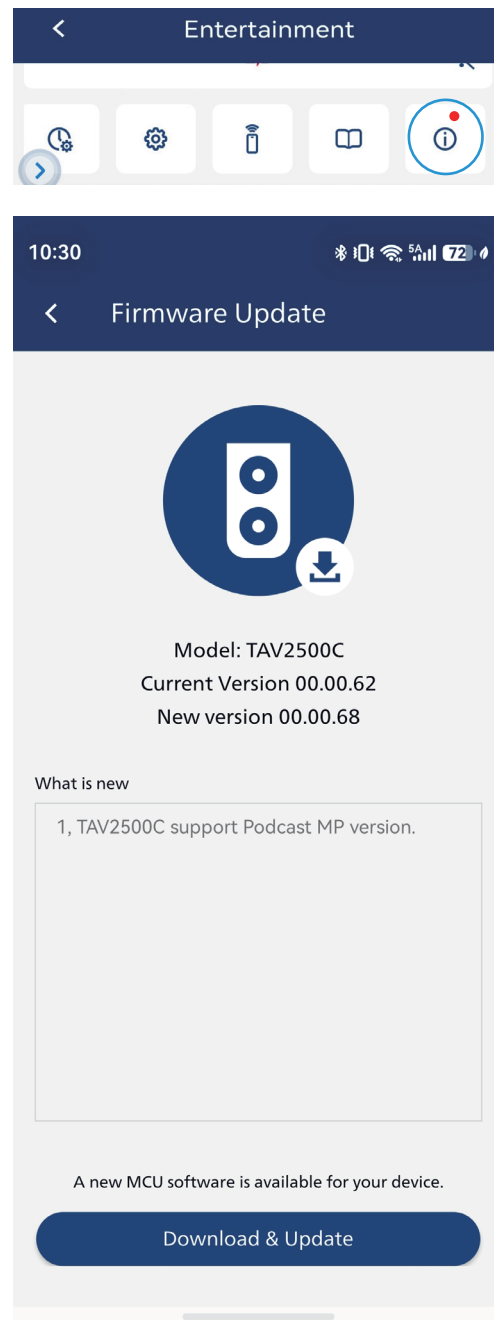 Entertainment
10:30
5A
72
Firmware Update
Model: TAV2500C
Current Version 00.00.62
New version 00.00.68
What is new
1, TAV2500C support Podcast MP version.
A new MCU software is available for your device.
Download & Update